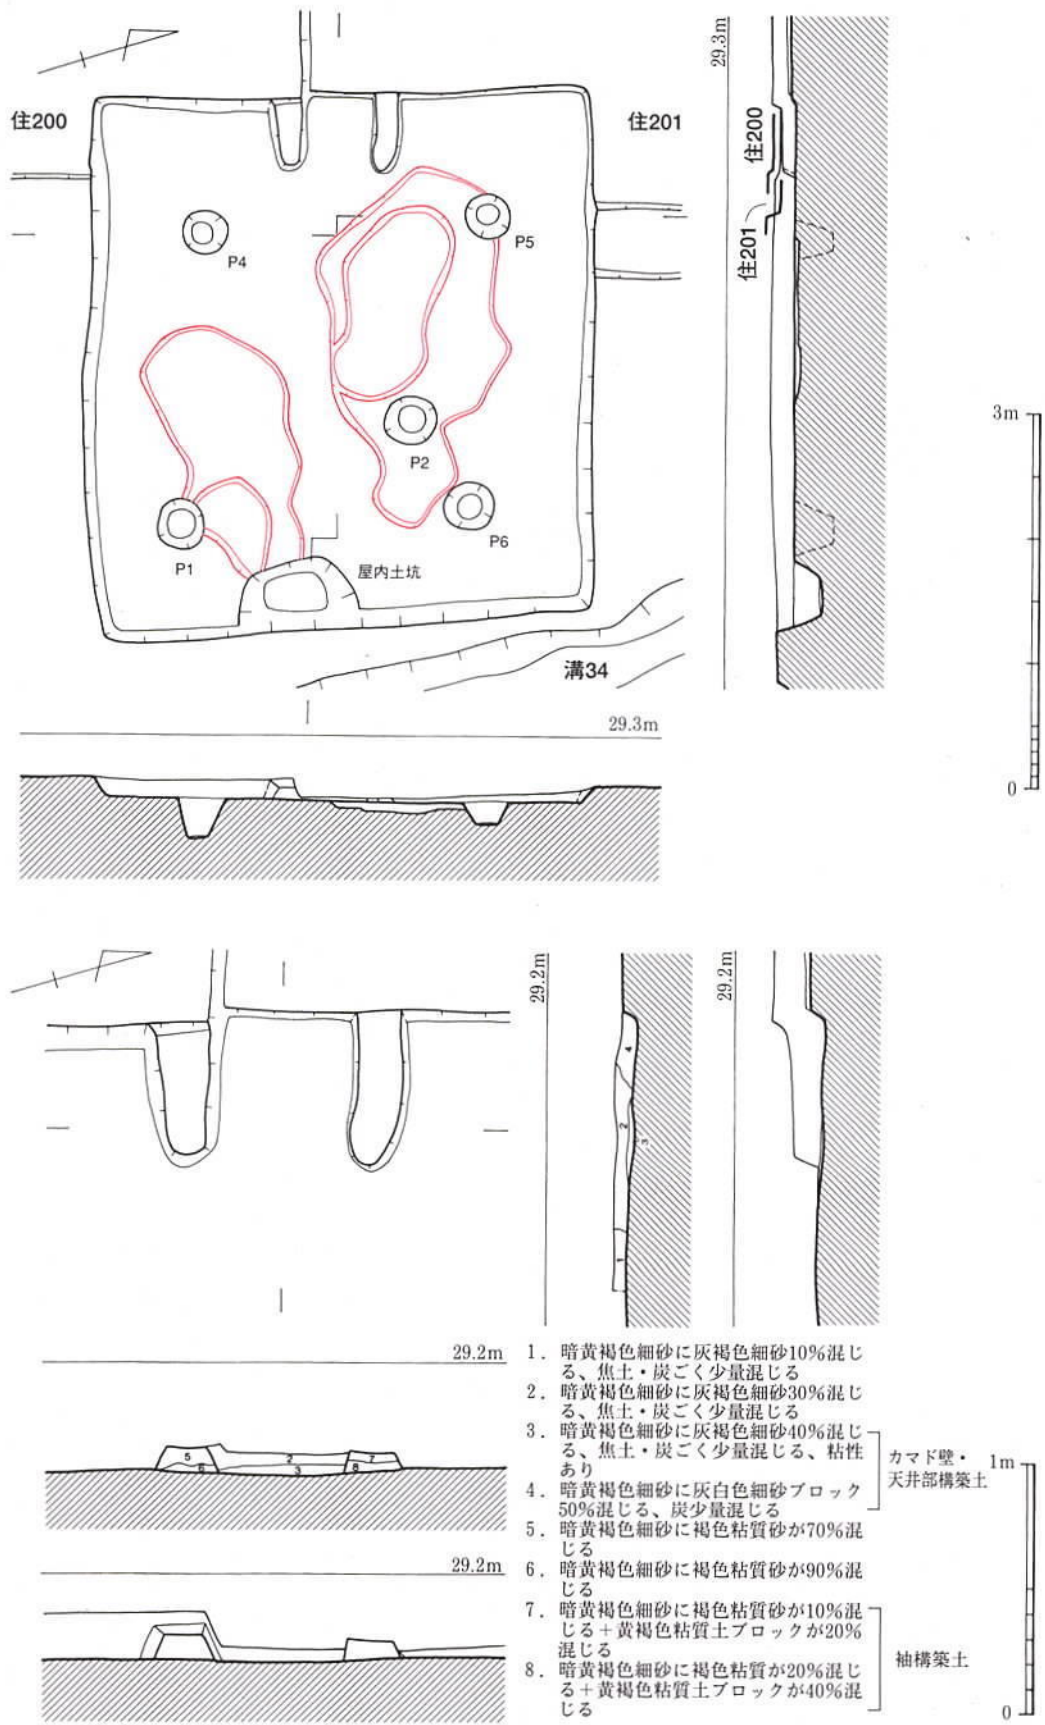 住200
住201
P4
P5
P2
P1
P6
屋内土坑
溝34
29.3m
住200
住201
3m
0
29.3m
29.2m
4
2
3
1
29.2m
29.2m
5
6
2
3
7
8
29.2m
1. 暗黄褐色細砂に灰褐色細砂10%混じ
る、焦土・炭ごく少量混じる
2. 暗黄褐色細砂に灰褐色細砂30%混じ
る、焦土・炭ごく少量混じる
3. 暗黄褐色細砂に灰褐色細砂40%混じ
る、焦土・炭ごく少量混じる、粘性
あり
4. 暗黄褐色細砂に灰白色細砂ブロック
50%混じる、炭少量混じる
カマド壁・
天井部構築土
5. 暗黄褐色細砂に褐色粘質砂が70%混
じる
6. 暗黄褐色細砂に褐色粘質砂が90%混
じる
7. 暗黄褐色細砂に褐色粘質砂が10%混
じる＋黄褐色粘質土ブロックが20%
混じる
8. 暗黄褐色細砂に褐色粘質が20%混じ
る＋黄褐色粘質土ブロックが40%混
じる
袖構築土
1m
0